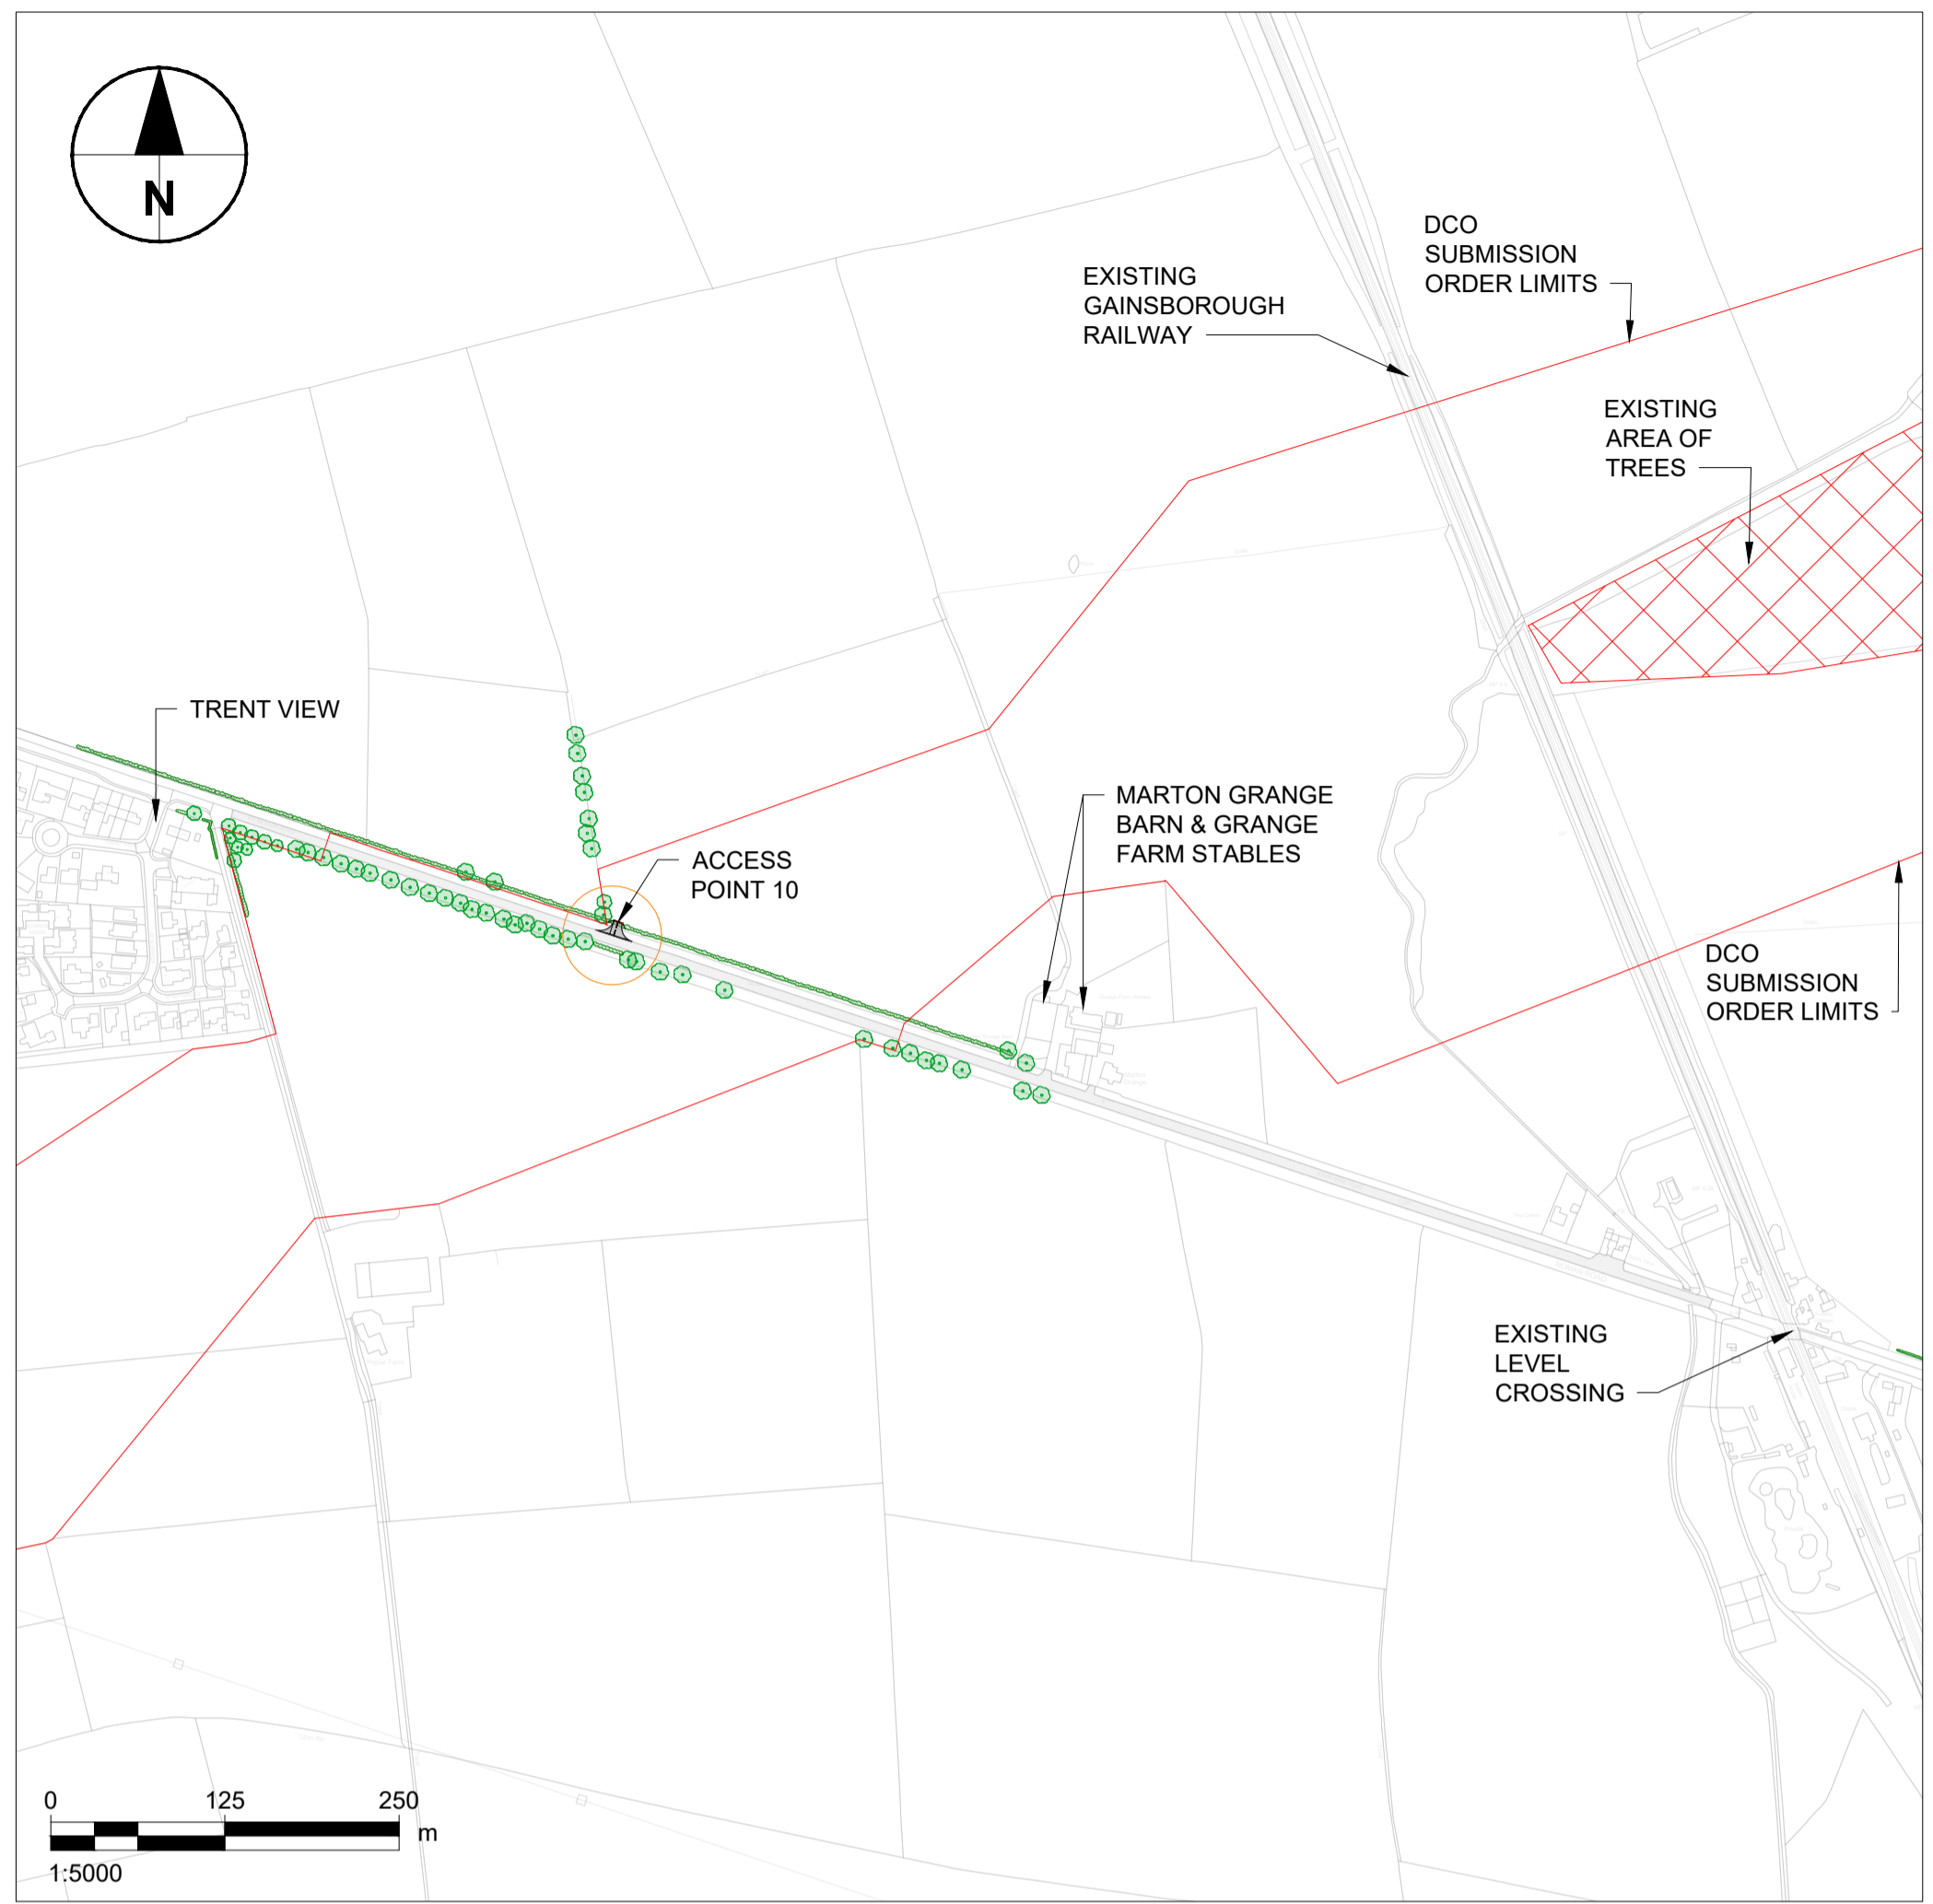 N
DCO
SUBMISSION
ORDER LIMITS
EXISTING
GAINSBOROUGH
RAILWAY
EXISTING
AREA OF
TREES
TRENT VIEW
MARTON GRANGE
BARN & GRANGE
FARM STABLES
ACCESS
POINT 10
DCO
SUBMISSION
ORDER LIMITS
EXISTING
LEVEL
CROSSING
0 125 250
m
1:5000